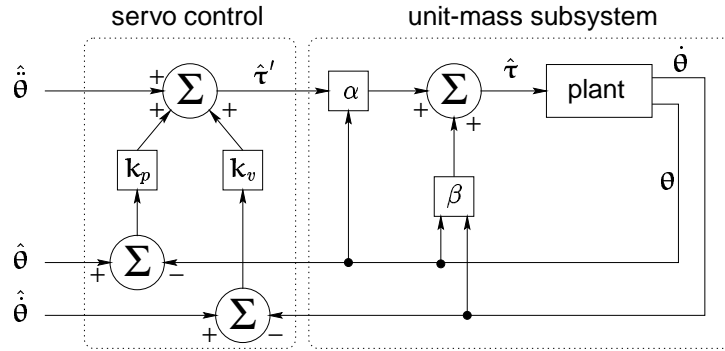 servo control
unit-mass subsystem
θ̈̂
+
+
Σ
+
τ̂′
α
+
Σ
+
τ̂
plant
θ̇
θ
k_p
k_v
β
θ̂
+
Σ
−
θ̇̂
+
Σ
−